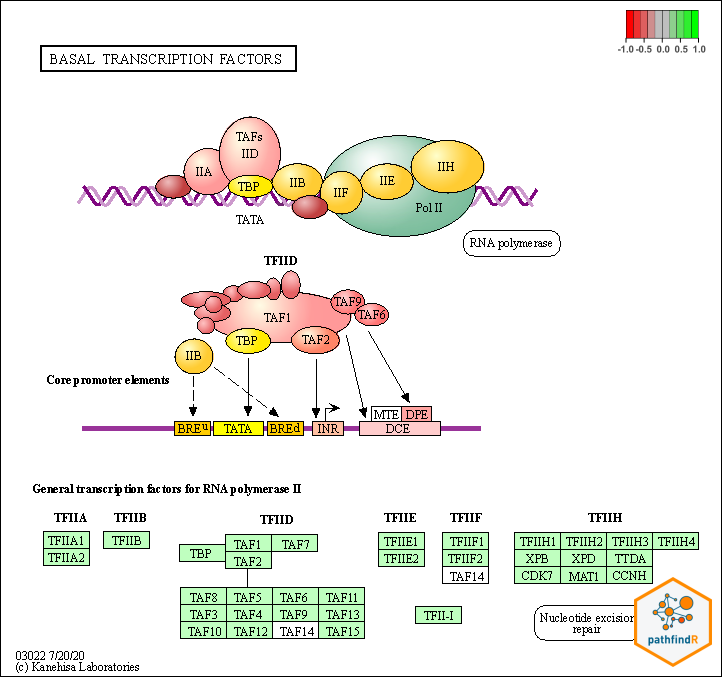 -1.0 -0.5 0.0 0.5 1.0
BASAL TRANSCRIPTION FACTORS
TAFs
IID
IIA
TBP
IIB
IIF
IIE
IIH
Pol II
TATA
RNA polymerase
TFIID
TAF9
TAF6
TAF1
TBP
TAF2
IIB
Core promoter elements
MTE DPE
BREu TATA BREd INR DCE
General transcription factors for RNA polymerase II
TFIIA TFIIB TFIID TFIIE TFIIF TFIIH
TFIIA1 TFIIB TBP TAF1 TAF7 TFIIE1 TFIIF1 TFIIH1 TFIIH2 TFIIH3 TFIIH4
TFIIA2 TAF2 TFIIE2 TFIIF2 XPB XPD TTDA
TAF14 CDK7 MAT1 CCNH
TAF8 TAF5 TAF6 TAF11
TAF3 TAF4 TAF9 TAF13
TAF10 TAF12 TAF14 TAF15
TFII-I
Nucleotide excision
repair
pathfindR
03022 7/20/20
(c) Kanehisa Laboratories